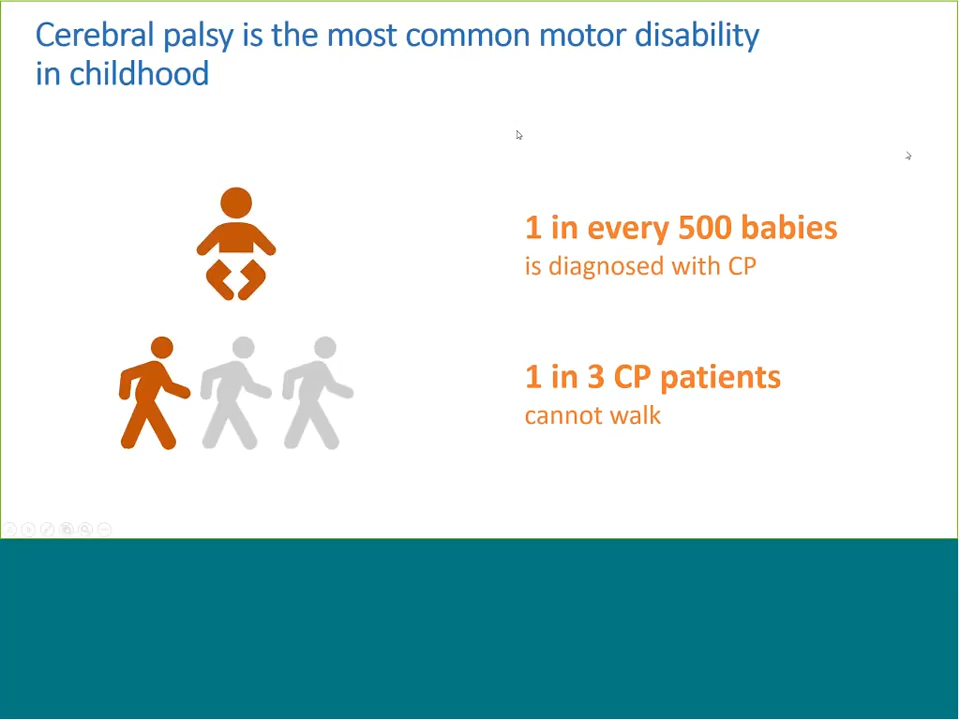 Cerebral palsy is the most common motor disability
in childhood
1 in every 500 babies
is diagnosed with CP
1 in 3 CP patients
cannot walk